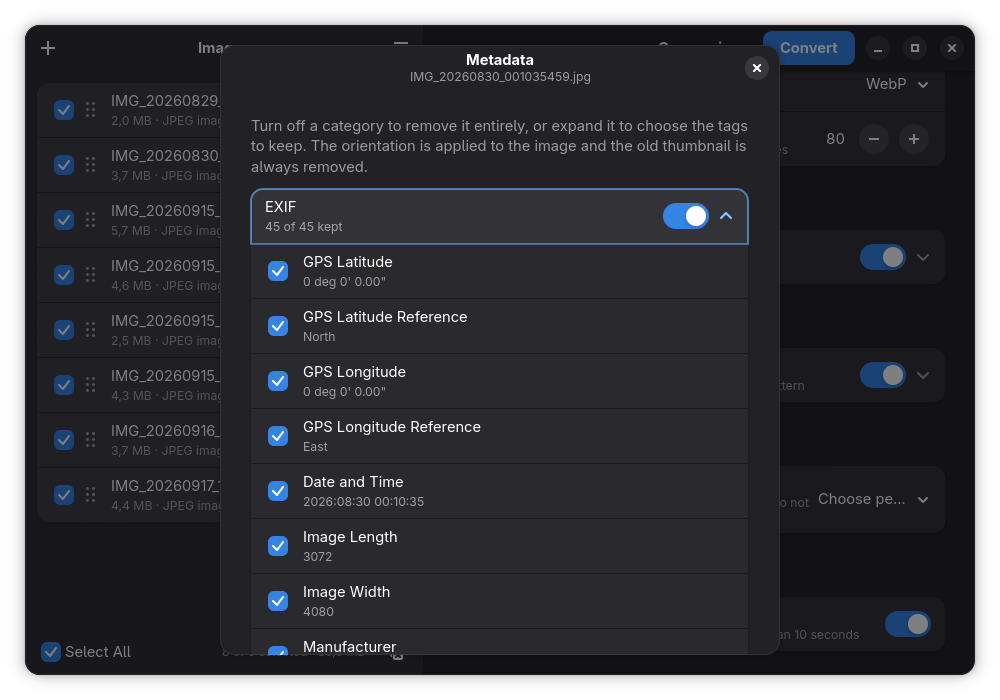 Metadata
IMG_20260830_001035459.jpg
Convert
Turn off a category to remove it entirely, or expand it to choose the tags
to keep. The orientation is applied to the image and the old thumbnail is
always removed.
EXIF
45 of 45 kept
GPS Latitude
0 deg 0' 0.00"
GPS Latitude Reference
North
GPS Longitude
0 deg 0' 0.00"
GPS Longitude Reference
East
Date and Time
2026:08:30 00:10:35
Image Length
3072
Image Width
4080
Manufacturer
IMG_20260829_
2,0 MB · JPEG imag
IMG_20260830_
3,7 MB · JPEG imag
IMG_20260915_
5,7 MB · JPEG imag
IMG_20260915_
4,6 MB · JPEG imag
IMG_20260915_
2,5 MB · JPEG imag
IMG_20260915_
4,3 MB · JPEG imag
IMG_20260916_
3,7 MB · JPEG imag
IMG_20260917_
4,4 MB · JPEG imag
Select All
WebP
80
not Choose pe...
10 seconds